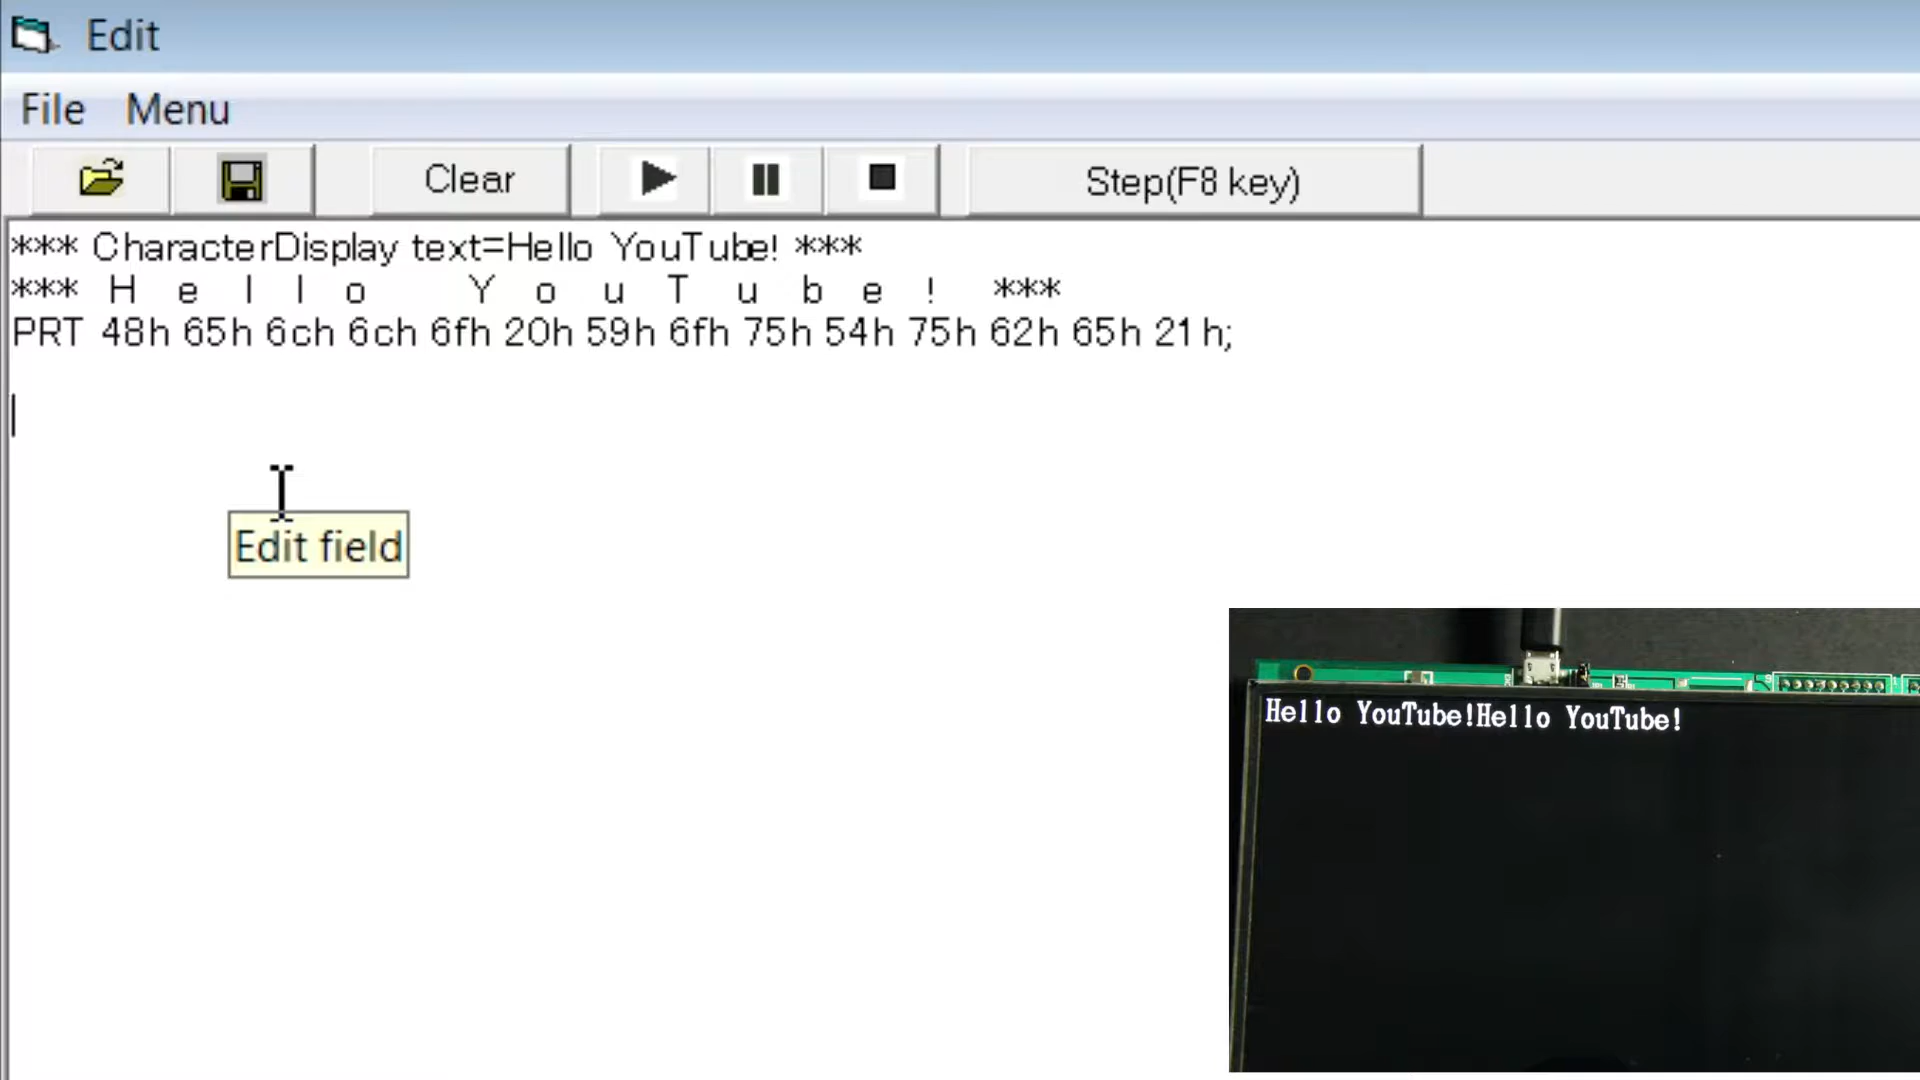 Edit
File Menu
Clear Step(F8 key)
*** CharacterDisplay text=Hello YouTube! ***
*** H e l l o Y o u T u b e ! ***
PRT 48h 65h 6ch 6ch 6fh 20h 59h 6fh 75h 54h 75h 62h 65h 21h;
Edit field
Hello YouTube!Hello YouTube!